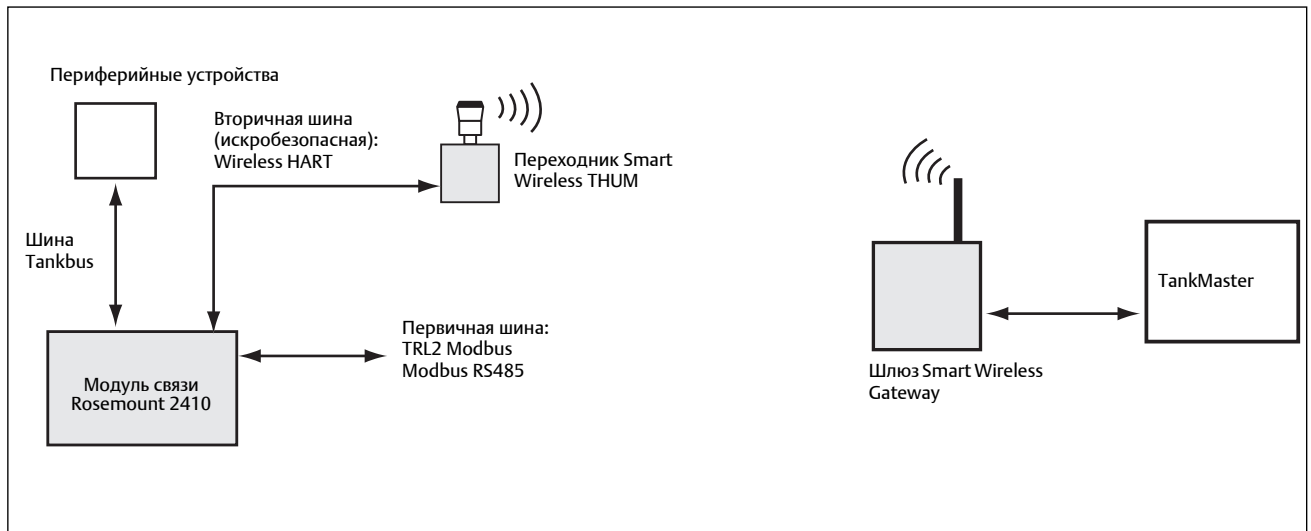 Периферийные устройства
Вторичная шина
(искробезопасная):
Wireless HART
Переходник Smart
Wireless THUM
Шина
Tankbus
TankMaster
Первичная шина:
TRL2 Modbus
Modbus RS485
Модуль связи
Rosemount 2410
Шлюз Smart Wireless
Gateway